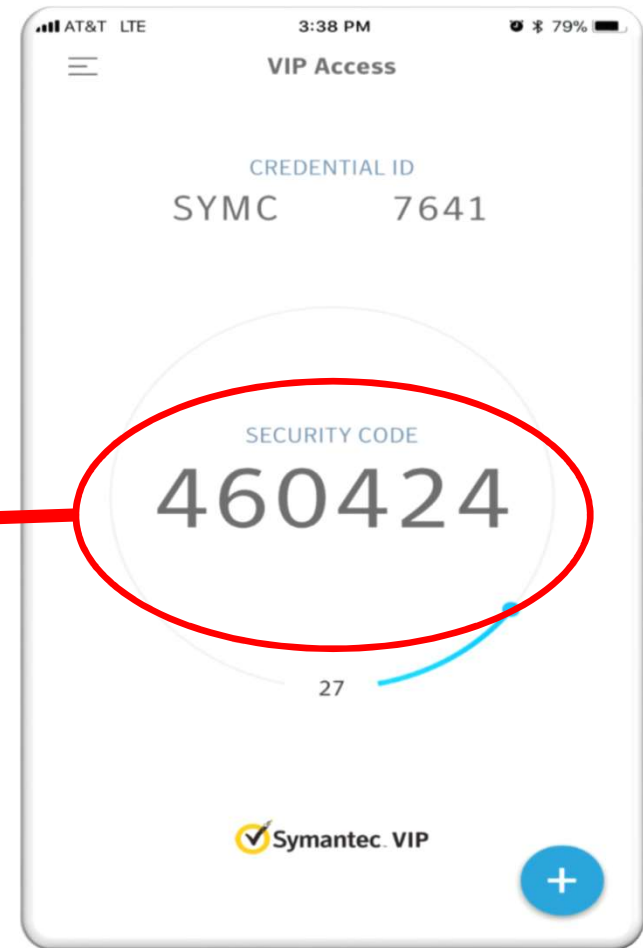 AT&T LTE 3:38 PM 79%
VIP Access
CREDENTIAL ID
SYMC 7641
SECURITY CODE
460424
27
Symantec. VIP
+